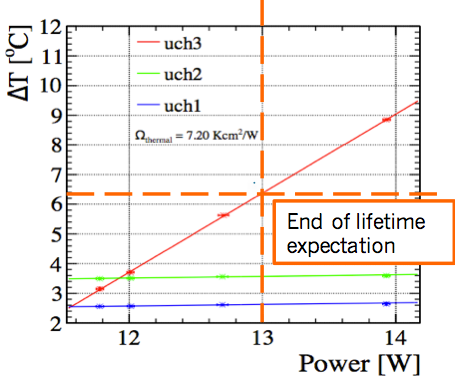 ΔT [°C]
12
11
10
9
8
7
6
5
4
3
2
uch3
uch2
uch1
Ωthermal = 7.20 Kcm²/W
End of lifetime
expectation
12
13
14
Power [W]